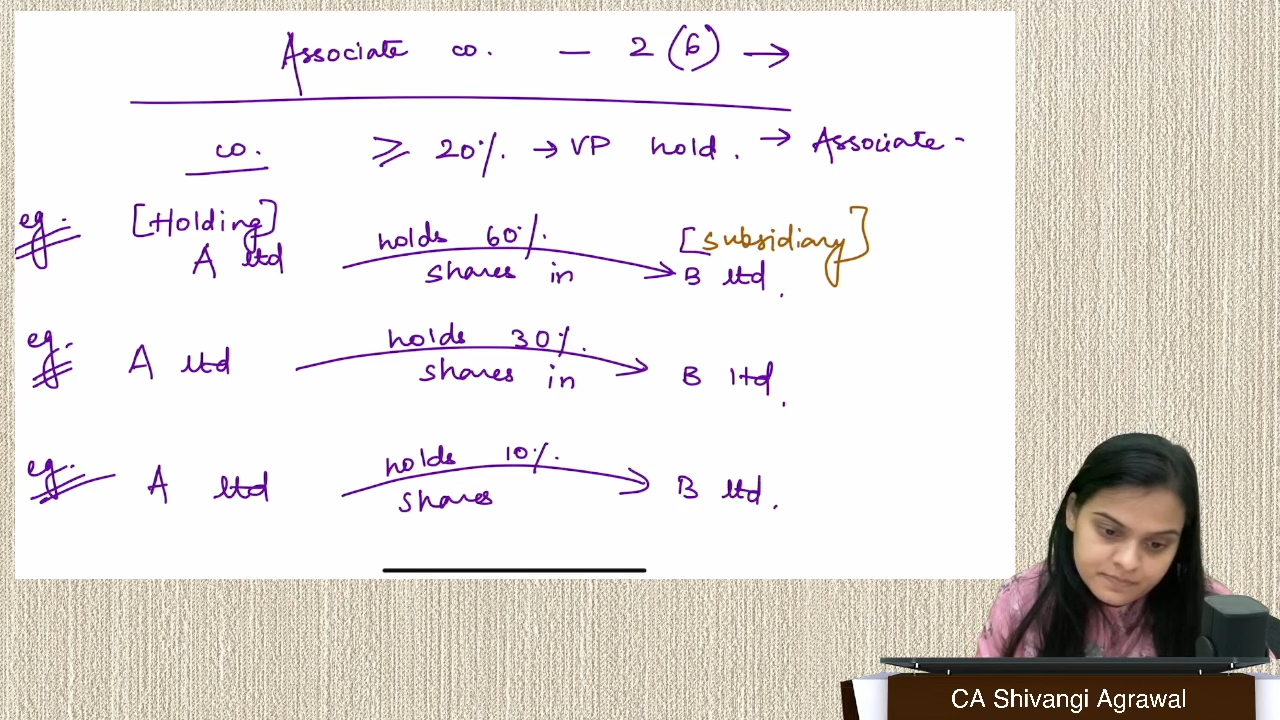 Associate co. – 2 (6) →
co. ≥ 20% → VP hold. → Associate -
eg. [Holding] A ltd holds 60% shares in [subsidiary] B ltd.
eg. A ltd holds 30% shares in B ltd.
eg. A ltd holds 10% shares B ltd.
CA Shivangi Agrawal